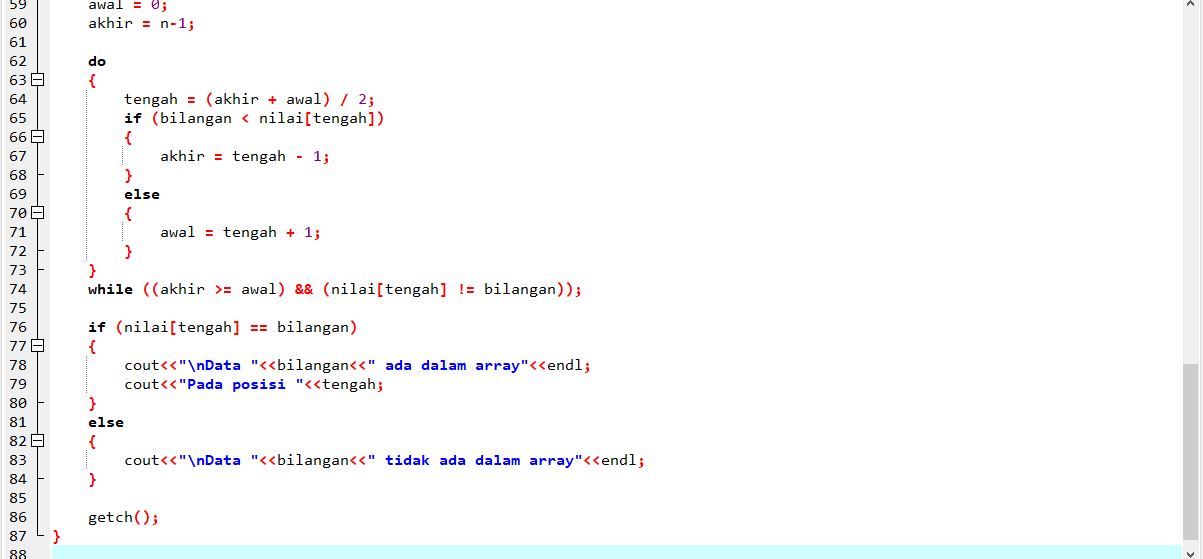 59 awal = 0;
60 akhir = n-1;
61
62 do
63 {
64 tengah = (akhir + awal) / 2;
65 if (bilangan < nilai[tengah])
66 {
67 akhir = tengah - 1;
68 }
69 else
70 {
71 awal = tengah + 1;
72 }
73 }
74 while ((akhir >= awal) && (nilai[tengah] != bilangan));
75
76 if (nilai[tengah] == bilangan)
77 {
78 cout<<"\nData "<<bilangan<<" ada dalam array"<<endl;
79 cout<<"Pada posisi "<<tengah;
80 }
81 else
82 {
83 cout<<"\nData "<<bilangan<<" tidak ada dalam array"<<endl;
84 }
85
86 getch();
87 }
88